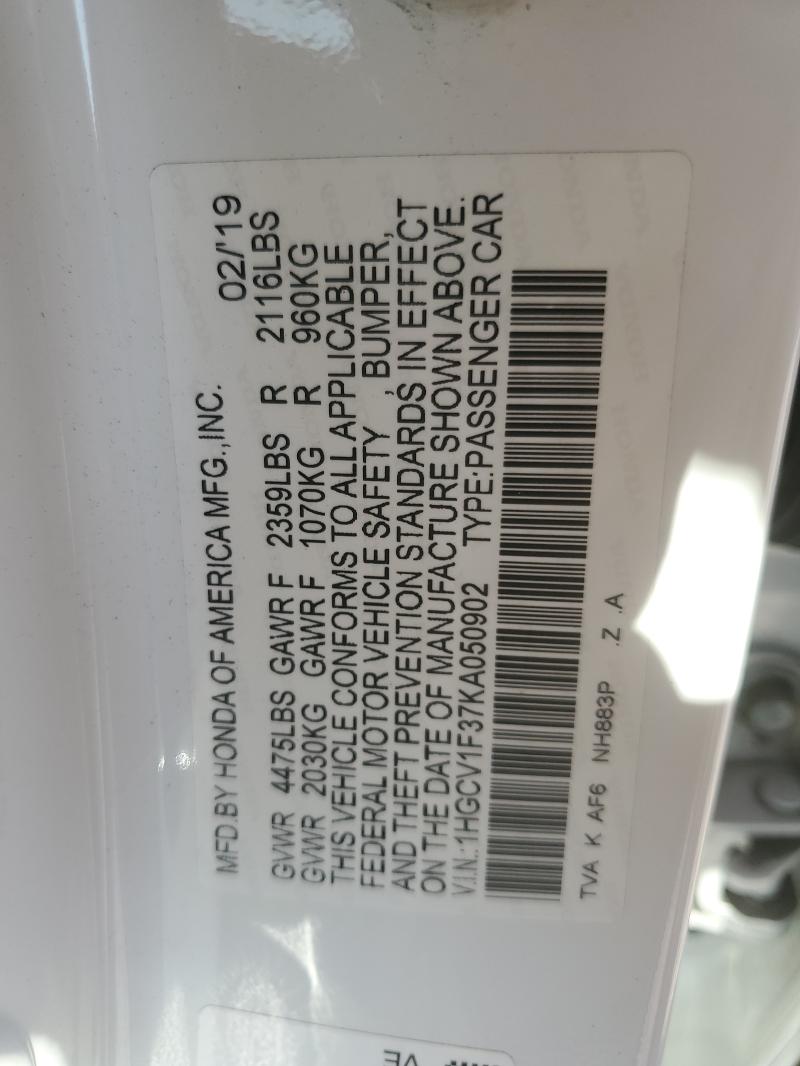 MFD.BY HONDA OF AMERICA MFG.,INC. 02/'19
GVWR 4475LBS GAWR F 2359LBS R 2116LBS
GVWR 2030KG GAWR F 1070KG R 960KG
THIS VEHICLE CONFORMS TO ALL APPLICABLE
FEDERAL MOTOR VEHICLE SAFETY , BUMPER,
AND THEFT PREVENTION STANDARDS IN EFFECT
ON THE DATE OF MANUFACTURE SHOWN ABOVE.
V.I.N.:1HGCV1F37KA050902 TYPE:PASSENGER CAR
TVA K AF6 NH883P .Z .A
VE